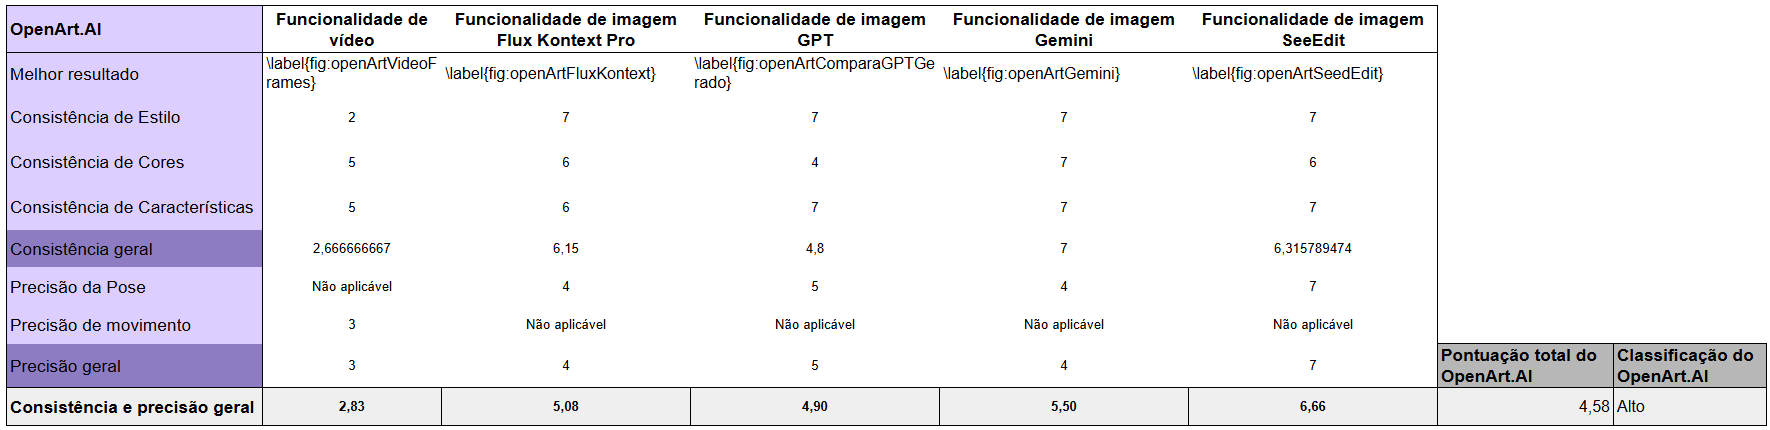 OpenArt.AI
Funcionalidade de
vídeo
Funcionalidade de imagem
Flux Kontext Pro
Funcionalidade de imagem
GPT
Funcionalidade de imagem
Gemini
Funcionalidade de imagem
SeeEdit
Melhor resultado
\label{fig:openArtVideoF
rames}
\label{fig:openArtFluxKontext}
\label{fig:openArtComparaGPTGe
rado}
\label{fig:openArtGemini}
\label{fig:openArtSeedEdit}
Consistência de Estilo 2 7 7 7 7
Consistência de Cores 5 6 4 7 6
Consistência de Características 5 6 7 7 7
Consistência geral 2,666666667 6,15 4,8 7 6,315789474
Precisão da Pose Não aplicável 4 5 4 7
Precisão de movimento 3 Não aplicável Não aplicável Não aplicável Não aplicável
Precisão geral 3 4 5 4 7
Pontuação total do
OpenArt.AI
Classificação do
OpenArt.AI
Consistência e precisão geral 2,83 5,08 4,90 5,50 6,66 4,58 Alto